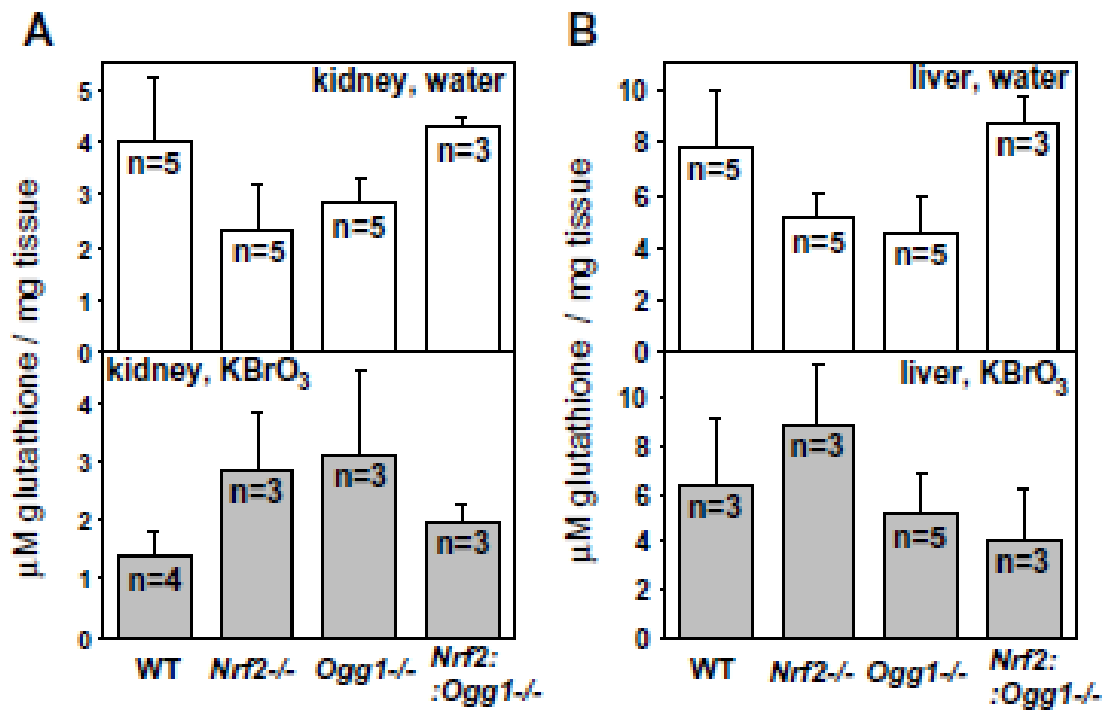 A
kidney, water
5
4
3
2
1
0
n=5
n=5
n=5
n=3
kidney, KBrO₃
4
3
2
1
0
n=4
n=3
n=3
n=3
WT
Nrf2-/-
Ogg1-/-
Nrf2:
:Ogg1-/-
µM glutathione / mg tissue
B
liver, water
10
8
6
4
2
0
n=5
n=5
n=5
n=3
liver, KBrO₃
10
8
6
4
2
0
n=3
n=3
n=5
n=3
WT
Nrf2-/-
Ogg1-/-
Nrf2:
:Ogg1-/-
µM glutathione / mg tissue